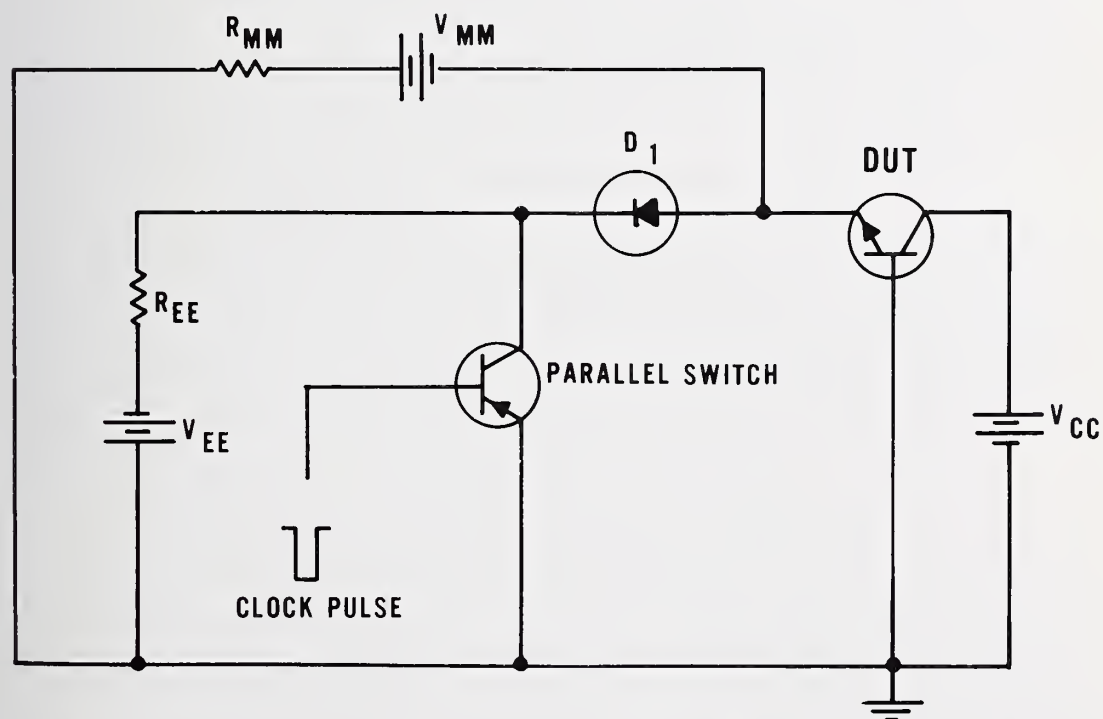 R MM
V MM
D 1
DUT
R EE
PARALLEL SWITCH
V EE
V CC
CLOCK PULSE